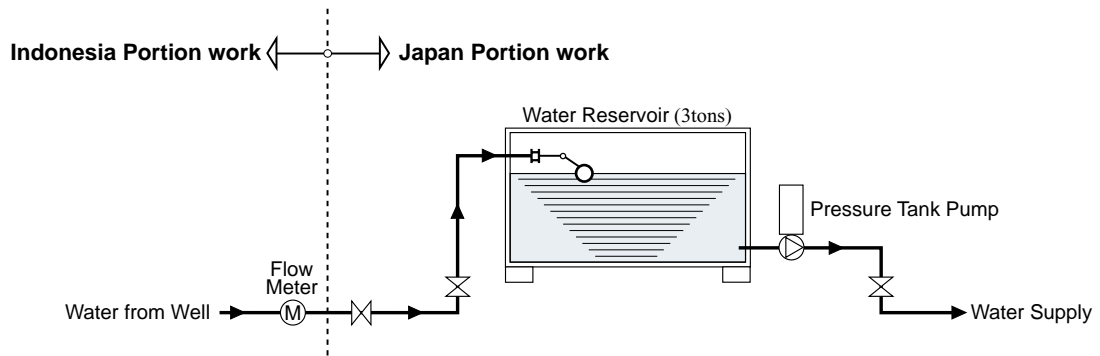 Indonesia Portion work
Japan Portion work
Water Reservoir (3tons)
Pressure Tank Pump
Flow
Meter
Water from Well
M
Water Supply